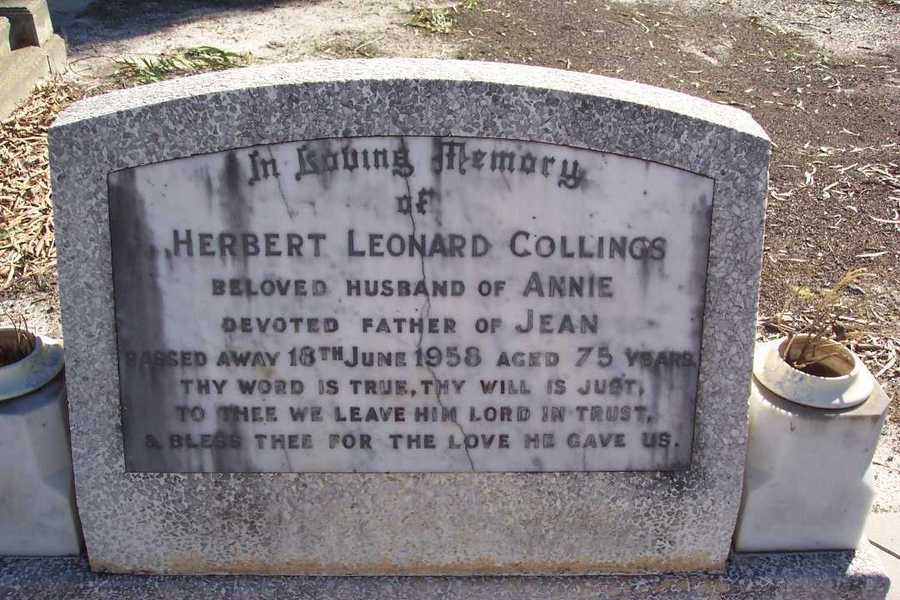 In Loving Memory
of
HERBERT LEONARD COLLINGS
BELOVED HUSBAND OF ANNIE
DEVOTED FATHER OF JEAN
PASSED AWAY 18TH JUNE 1958 AGED 75 YEARS
THY WORD IS TRUE, THY WILL IS JUST,
TO THEE WE LEAVE HIM LORD IN TRUST,
& BLESS THEE FOR THE LOVE HE GAVE US.